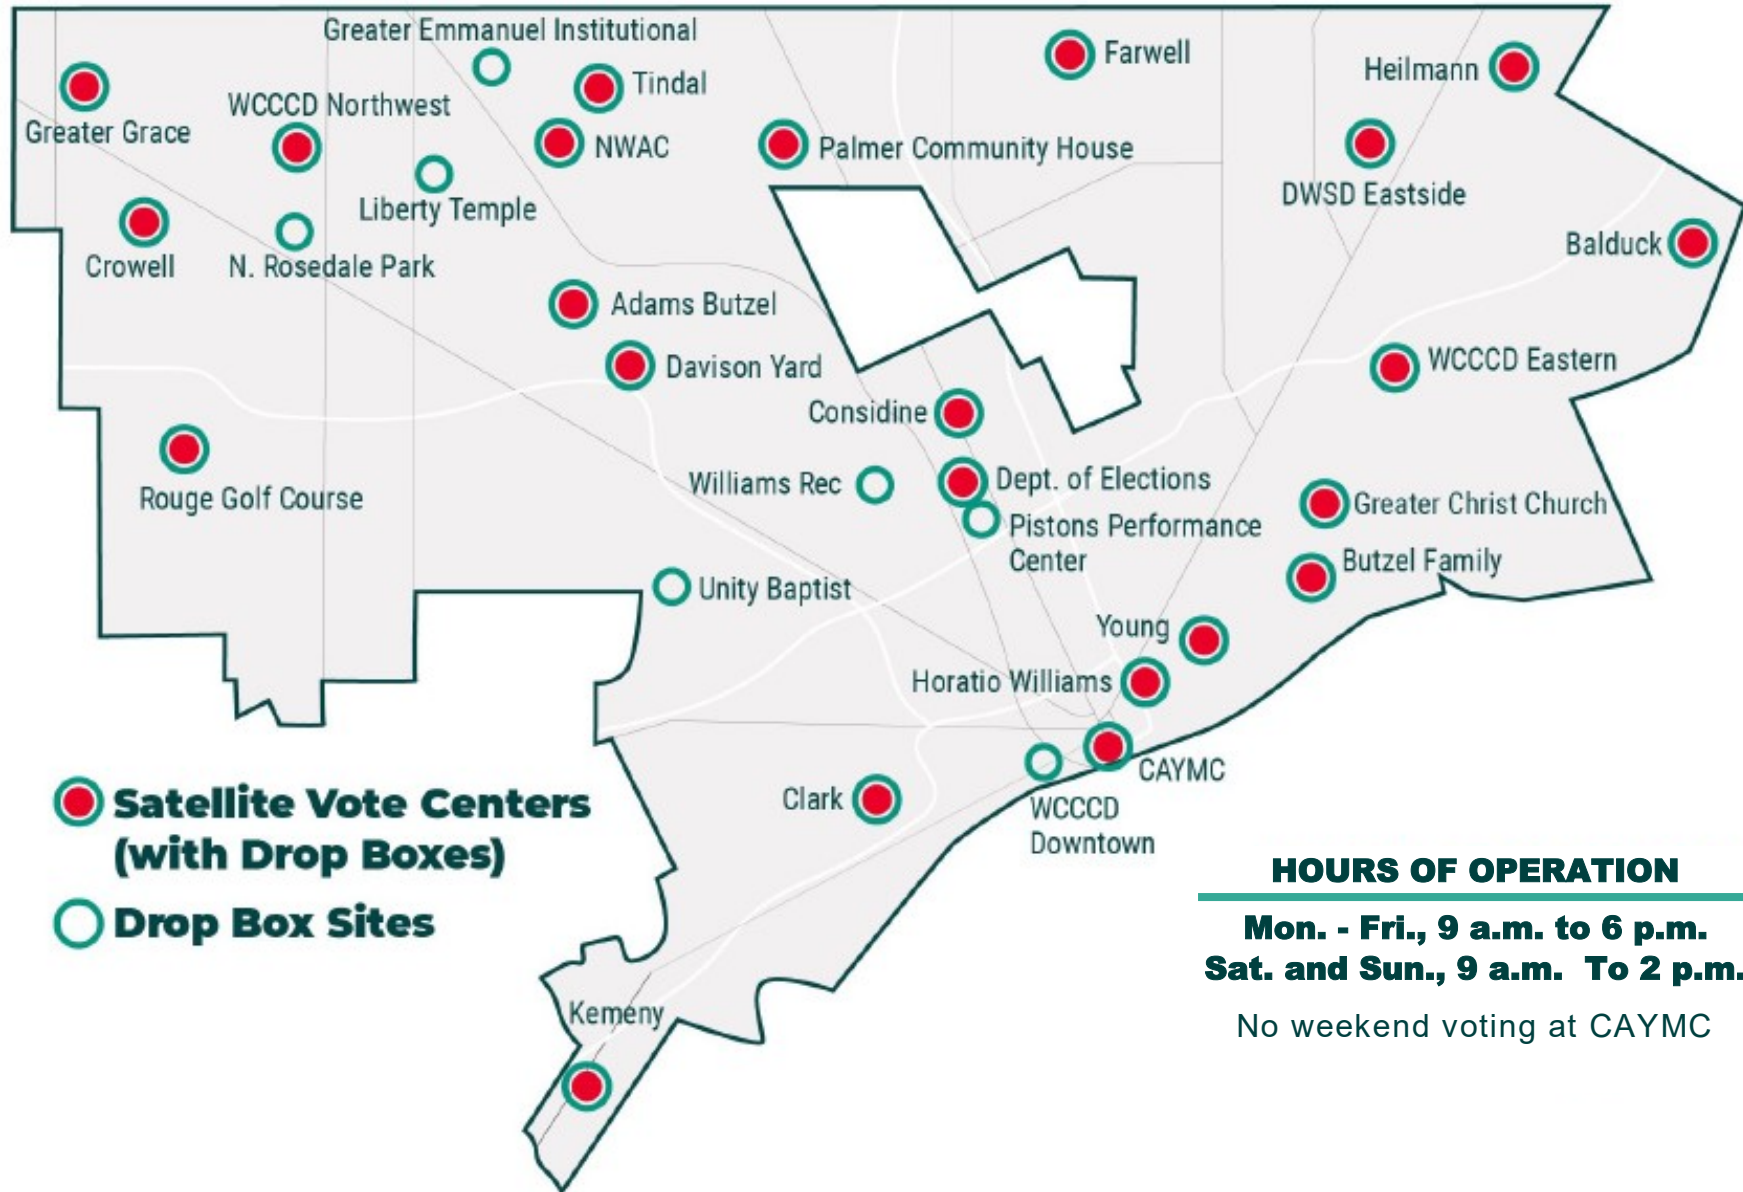 Greater Emmanuel Institutional
Farwell
Heilmann
Tindal
WCCCD Northwest
Greater Grace
NWAC
Palmer Community House
DWSD Eastside
Liberty Temple
Balduck
Crowell
N. Rosedale Park
Adams Butzel
Davison Yard
WCCCD Eastern
Considine
Williams Rec
Dept. of Elections
Rouge Golf Course
Greater Christ Church
Pistons Performance
Center
Butzel Family
Unity Baptist
Young
Horatio Williams
CAYMC
Clark
WCCCD
Downtown
Satellite Vote Centers
(with Drop Boxes)
Drop Box Sites
HOURS OF OPERATION
Mon. - Fri., 9 a.m. to 6 p.m.
Sat. and Sun., 9 a.m. To 2 p.m.
No weekend voting at CAYMC
Kemeny